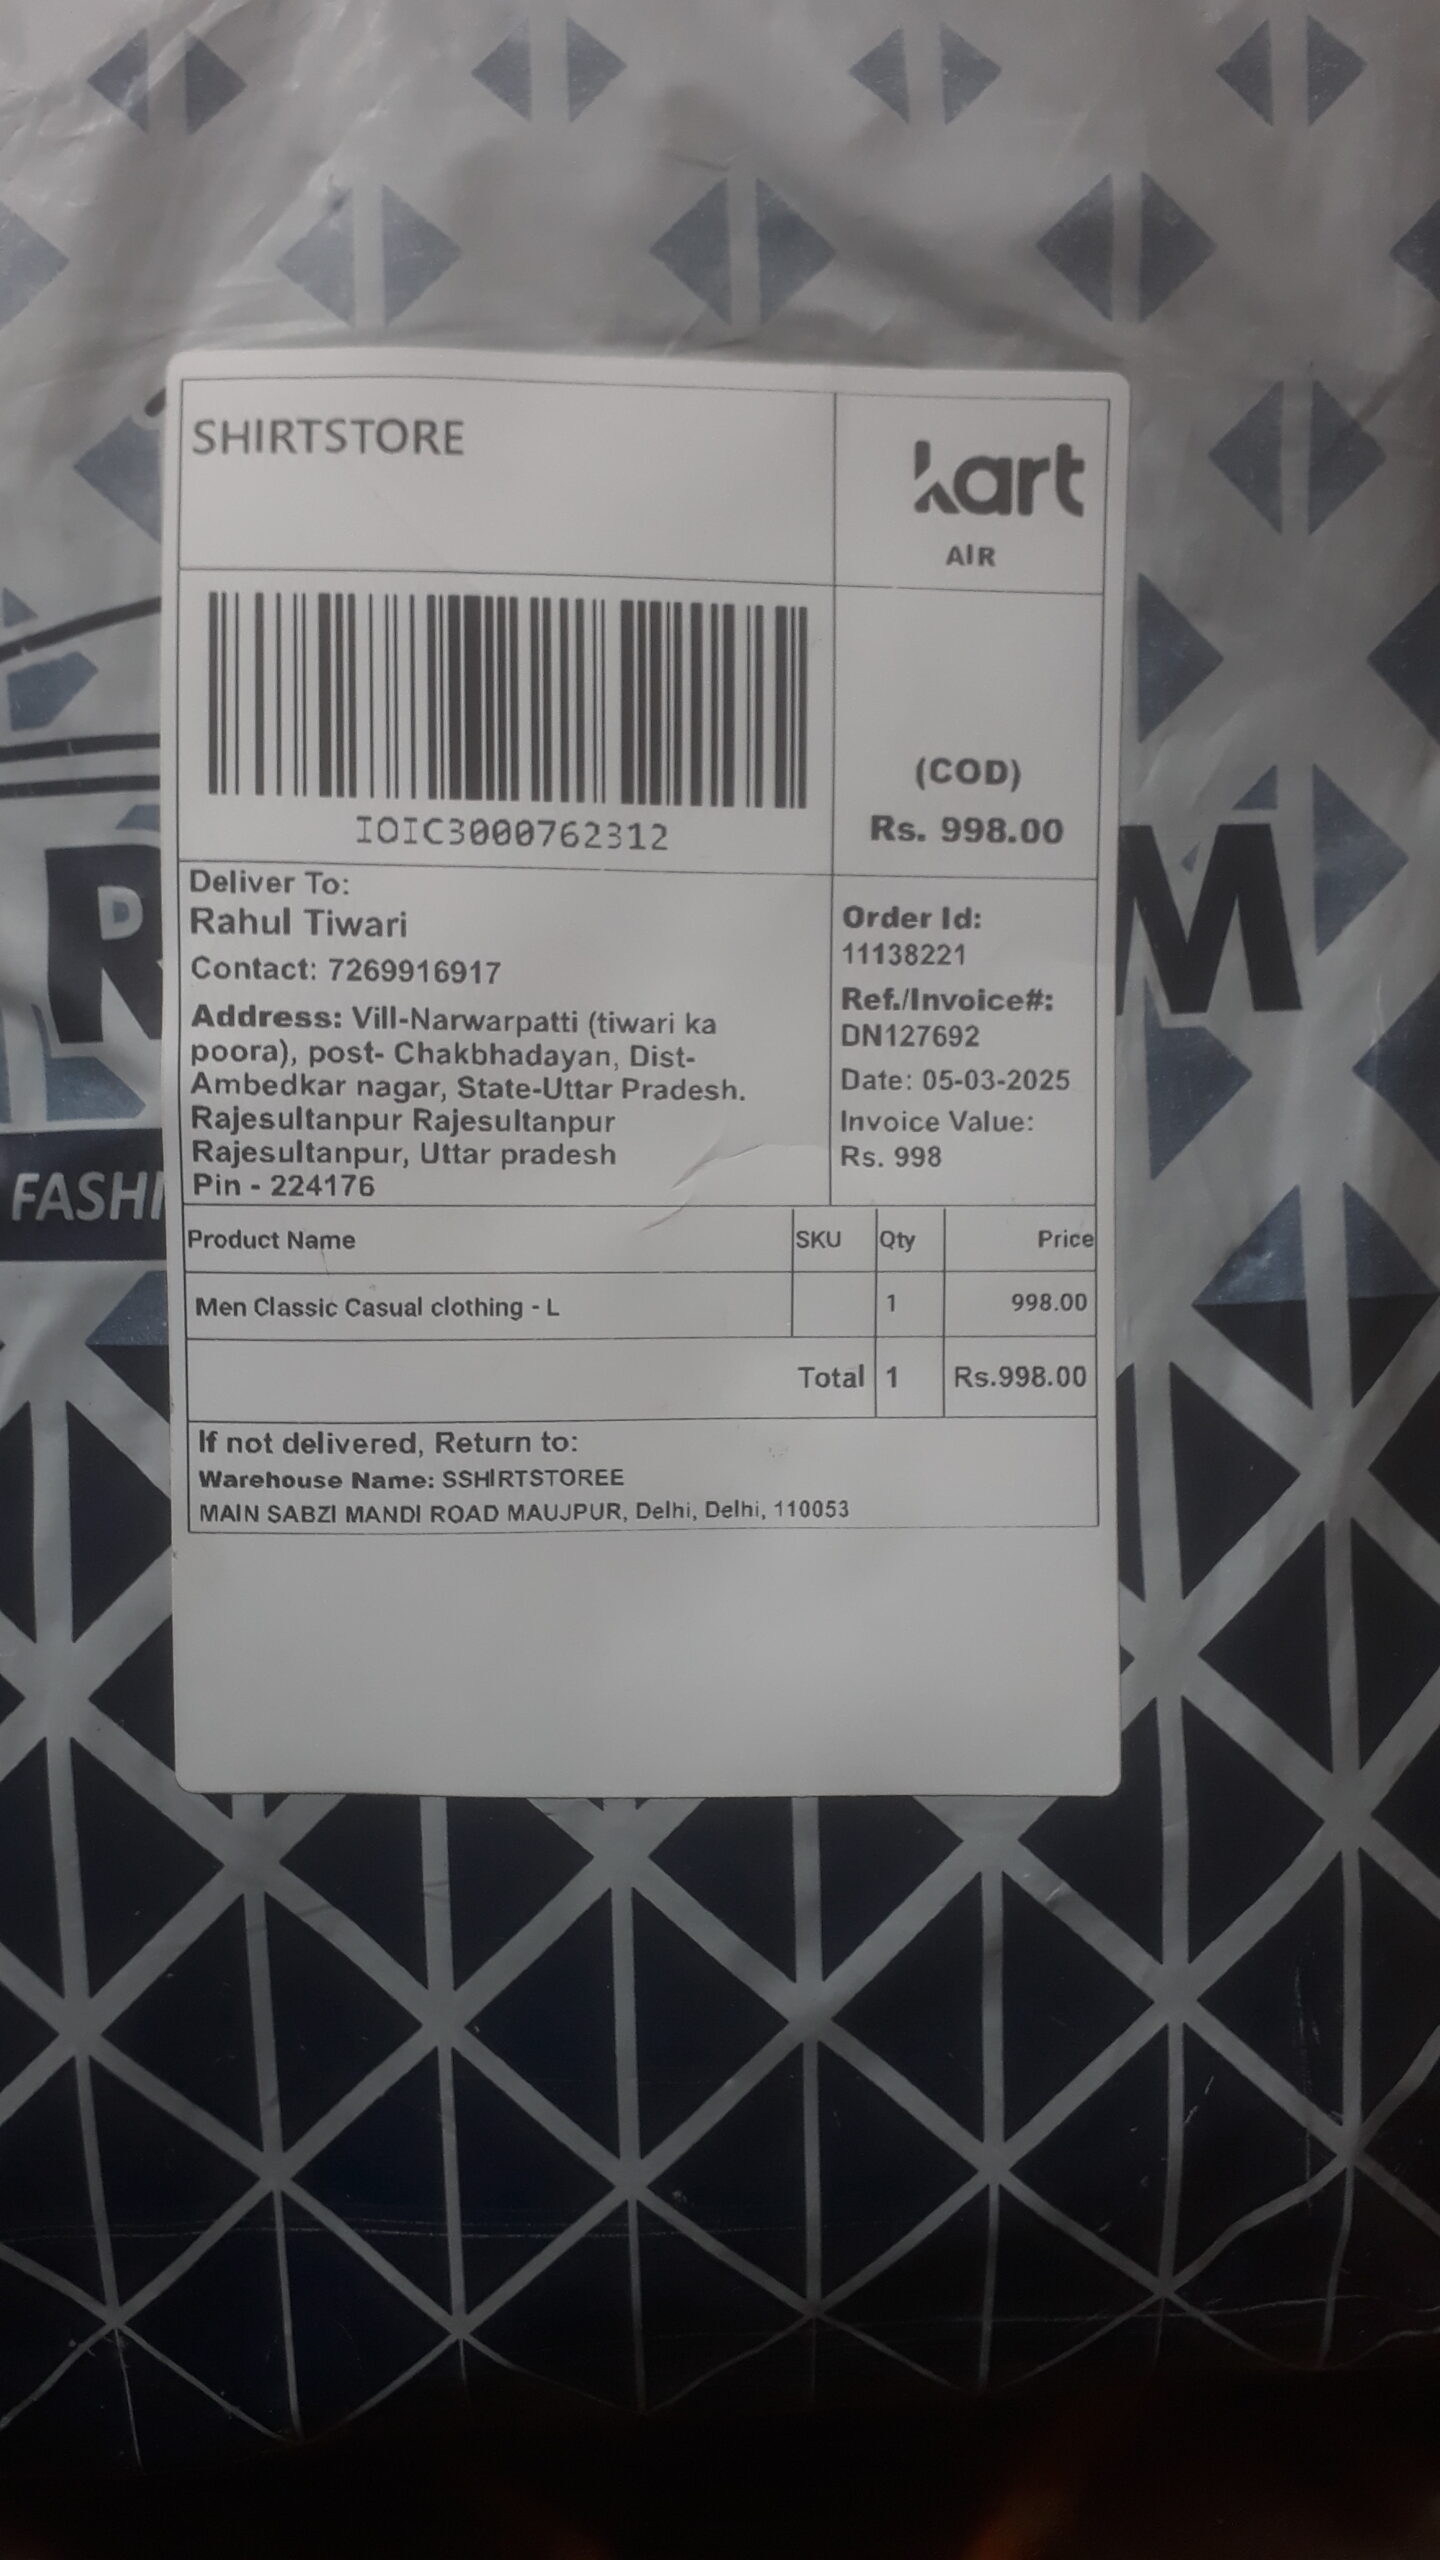 SHIRTSTORE
kart
AIR
IOIC3000762312
(COD)
Rs. 998.00
Deliver To:
Rahul Tiwari
Contact: 7269916917
Address: Vill-Narwarpatti (tiwari ka
poora), post- Chakbhadayan, Dist-
Ambedkar nagar, State-Uttar Pradesh.
Rajesultanpur Rajesultanpur
Rajesultanpur, Uttar pradesh
Pin - 224176
Order Id:
11138221
Ref./Invoice#:
DN127692
Date: 05-03-2025
Invoice Value:
Rs. 998
Product Name SKU Qty Price
Men Classic Casual clothing - L 1 998.00
Total 1 Rs.998.00
If not delivered, Return to:
Warehouse Name: SSHIRTSTOREE
MAIN SABZI MANDI ROAD MAUJPUR, Delhi, Delhi, 110053